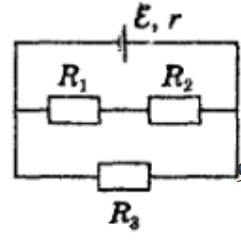 ℰ, r
R₁ R₂
R₃